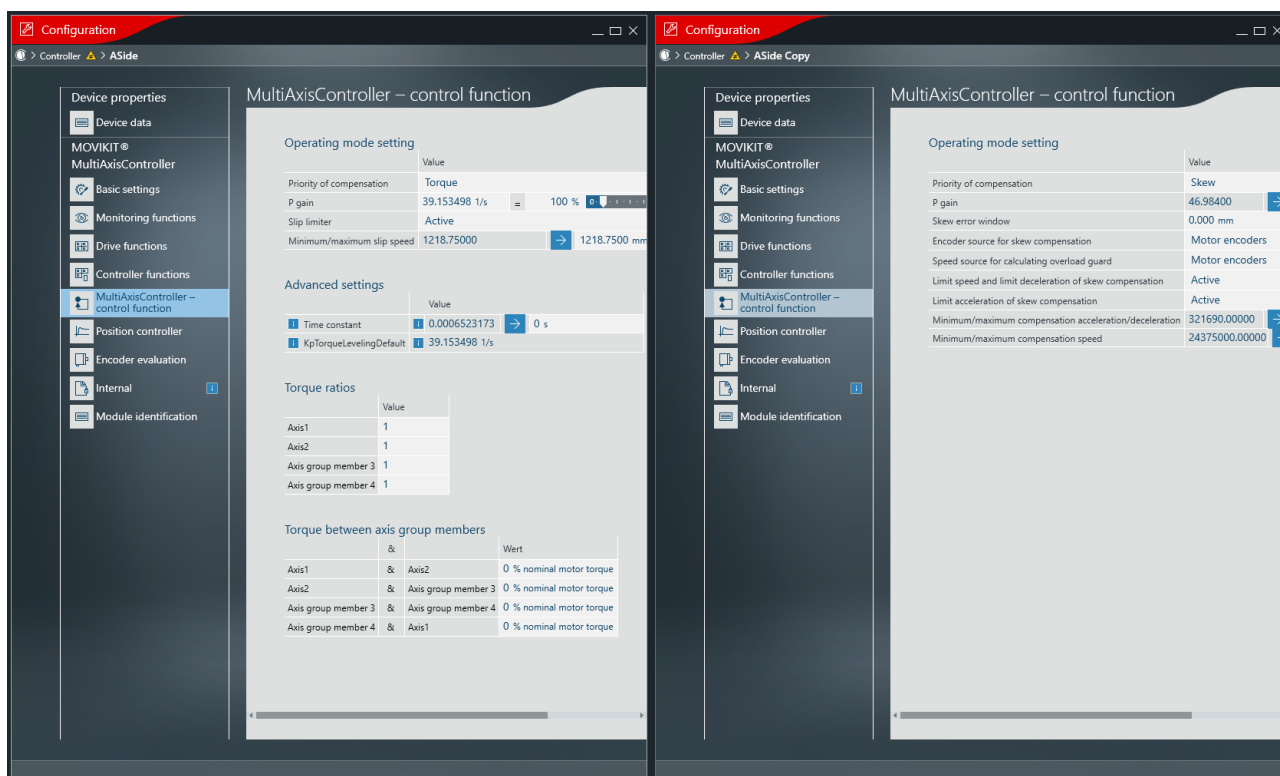 Configuration
Controller > ASide
Device properties
Device data
MOVIKIT®
MultiAxisController
Basic settings
Monitoring functions
Drive functions
Controller functions
MultiAxisController –
control function
Position controller
Encoder evaluation
Internal
Module identification
MultiAxisController – control function
Operating mode setting
Value
Priority of compensation Torque
P gain 39.153498 1/s = 100 % 0
Slip limiter Active
Minimum/maximum slip speed 1218.75000 1218.7500 mm
Advanced settings
Value
Time constant 0.0006523173 0 s
KpTorqueLevelingDefault 39.153498 1/s
Torque ratios
Value
Axis1 1
Axis2 1
Axis group member 3 1
Axis group member 4 1
Torque between axis group members
& Wert
Axis1 & Axis2 0 % nominal motor torque
Axis2 & Axis group member 3 0 % nominal motor torque
Axis group member 3 & Axis group member 4 0 % nominal motor torque
Axis group member 4 & Axis1 0 % nominal motor torque
Configuration
Controller > ASide Copy
Device properties
Device data
MOVIKIT®
MultiAxisController
Basic settings
Monitoring functions
Drive functions
Controller functions
MultiAxisController –
control function
Position controller
Encoder evaluation
Internal
Module identification
MultiAxisController – control function
Operating mode setting
Value
Priority of compensation Skew
P gain 46.98400
Skew error window 0.000 mm
Encoder source for skew compensation Motor encoders
Speed source for calculating overload guard Motor encoders
Limit speed and limit deceleration of skew compensation Active
Limit acceleration of skew compensation Active
Minimum/maximum compensation acceleration/deceleration 321690.00000
Minimum/maximum compensation speed 24375000.00000